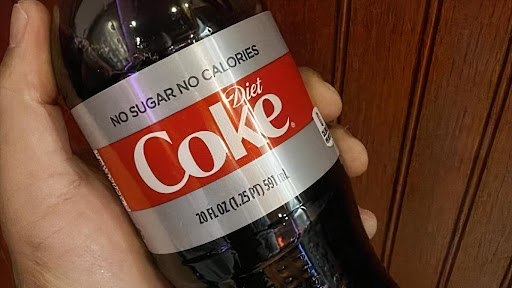 NO SUGAR NO CALORIES
Diet
Coke®
20 FL OZ (1.25 PT) 591 mL